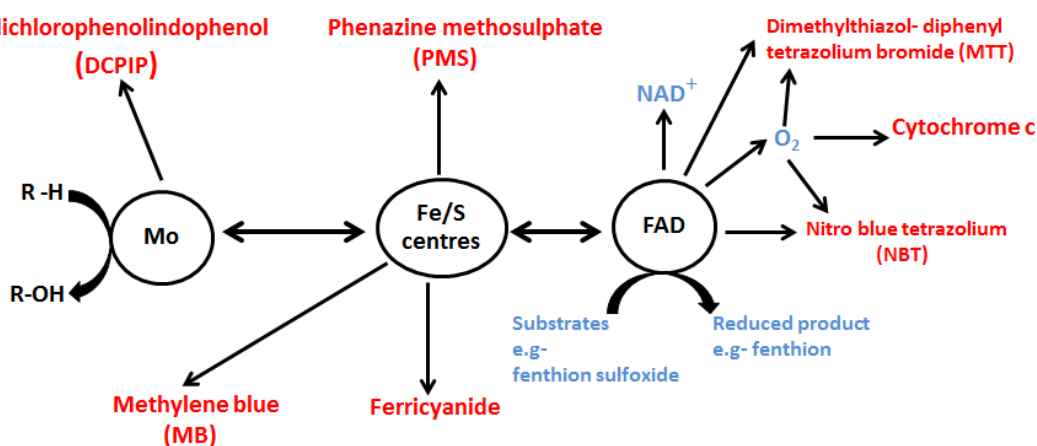 dichlorophenolindophenol
(DCPIP)
Phenazine methosulphate
(PMS)
Dimethylthiazol- diphenyl
tetrazolium bromide (MTT)
NAD+
O2
Cytochrome c
R -H
Mo
Fe/S
centres
FAD
Nitro blue tetrazolium
(NBT)
R-OH
Substrates
e.g-
fenthion sulfoxide
Reduced product
e.g- fenthion
Methylene blue
(MB)
Ferricyanide